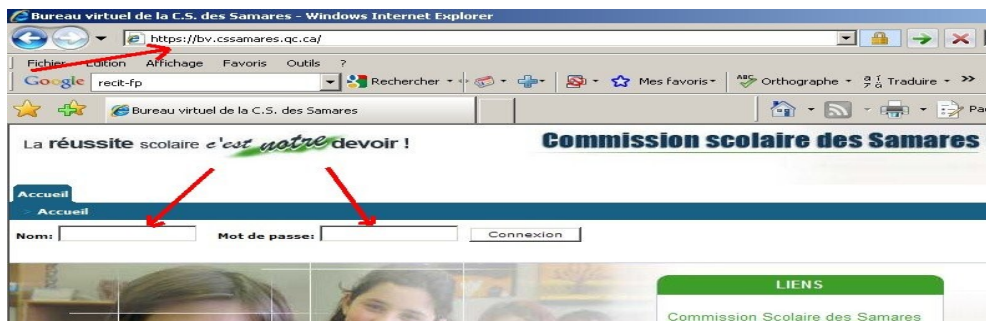 Bureau virtuel de la C.S. des Samares - Windows Internet Explorer
https://bv.cssamares.qc.ca/
Fichier Edition Affichage Favoris Outils ?
Google recit-fp Rechercher Mes favoris ABC Orthographe Traduire >>
Bureau virtuel de la C.S. des Samares Pa
La réussite scolaire c'est notre devoir ! Commission scolaire des Samares
Accueil
> Accueil
Nom: Mot de passe: Connexion
LIENS
Commission Scolaire des Samares